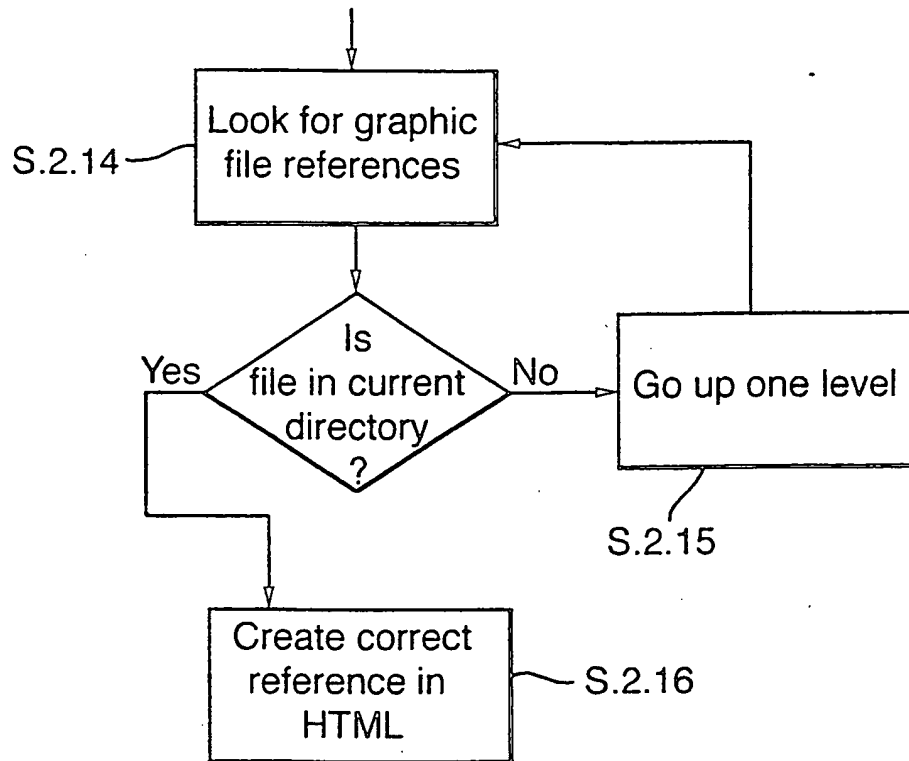 Look for graphic
file references
S.2.14
Is
file in current
directory
?
Yes
No
Go up one level
S.2.15
Create correct
reference in
HTML
S.2.16